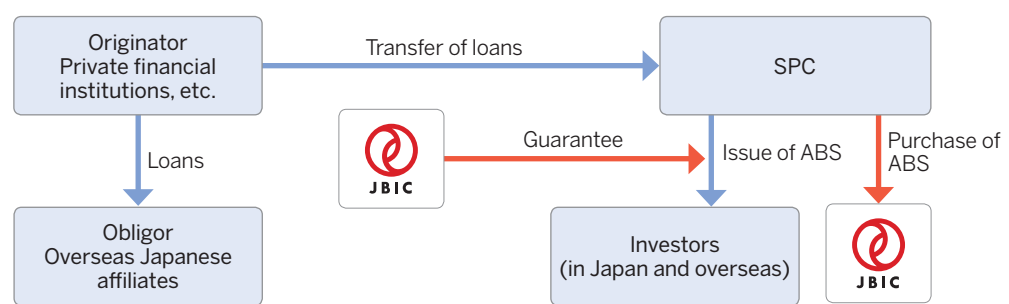 Originator
Private financial
institutions, etc.
Transfer of loans
SPC
Loans
JBIC
Guarantee
Issue of ABS
Purchase of
ABS
Obligor
Overseas Japanese
affiliates
Investors
(in Japan and overseas)
JBIC